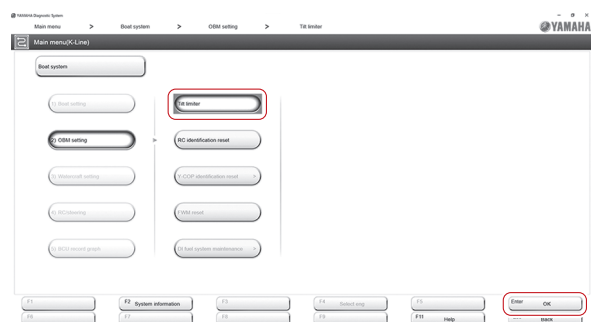 YAMAHA Diagnostic System
Main menu > Boat system > OBM setting > Tilt limiter
YAMAHA
Main menu(K-Line)
Boat system
1) Boat setting
Tilt limiter
2) OBM setting >
RC identification reset
3) Watercraft setting
Y-COP identification reset >
4) BCUdrawing
WM reset
5) BCU record graph
DI fuel system maintenance >
F1
F2 System information
F3
F4 Select eng
F5
Enter OK
F6
F7
F8
F9
F11 Help
Back